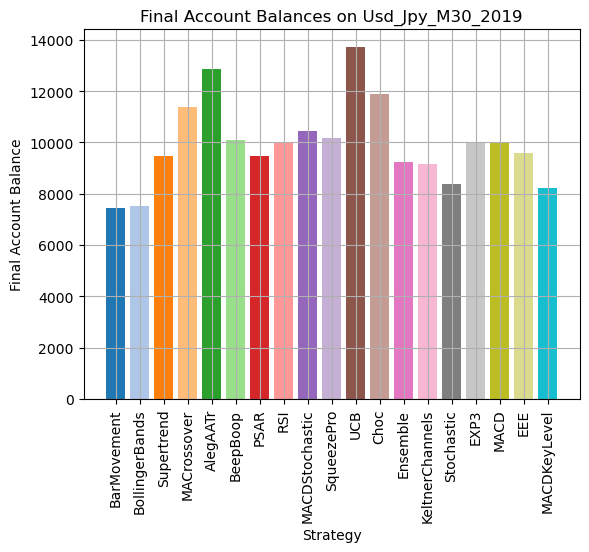 Final Account Balances on Usd_Jpy_M30_2019
Final Account Balance
14000
12000
10000
8000
6000
4000
2000
0
BarMovement
BollingerBands
Supertrend
MACrossover
AlegAATr
BeepBoop
PSAR
RSI
MACDStochastic
SqueezePro
UCB
Choc
Ensemble
KeltnerChannels
Stochastic
EXP3
MACD
EEE
MACDKeyLevel
Strategy